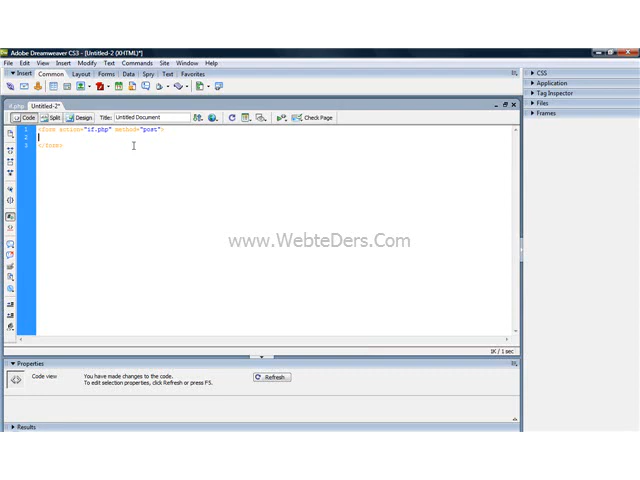 Adobe Dreamweaver CS3 - [Untitled-2 (XHTML)*]
File Edit View Insert Modify Text Commands Site Window Help
Insert Common Layout Forms Data Spry Text Favorites
if.php Untitled-2*
Code Split Design Title: Untitled Document Check Page
1 <form action="if.php" method="post">
2
3 </form>
www.WebteDers.Com
1K / 1 sec
Properties
Code view
You have made changes to the code.
To edit selection properties, click Refresh or press F5.
Refresh
Results
CSS
Application
Tag Inspector
Files
Frames